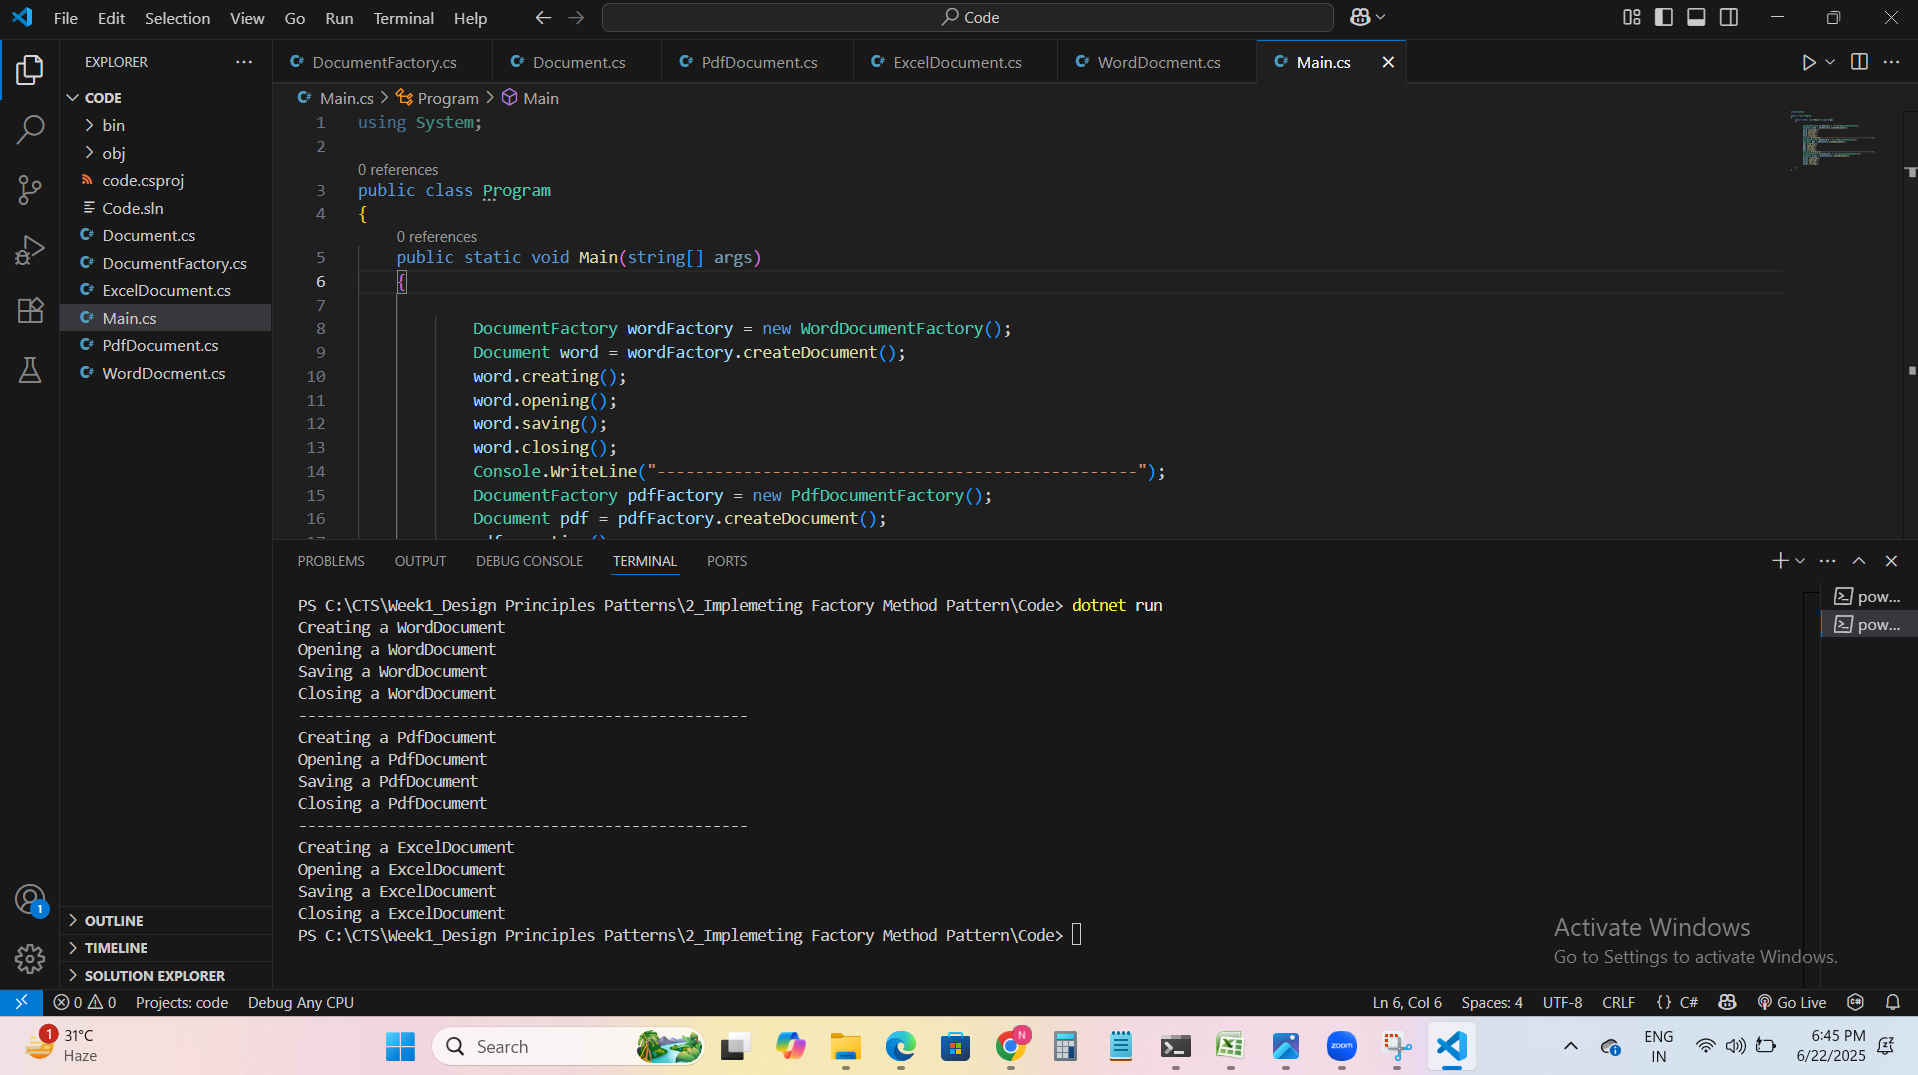 File Edit Selection View Go Run Terminal Help
Code
EXPLORER
CODE
bin
obj
code.csproj
Code.sln
Document.cs
DocumentFactory.cs
ExcelDocument.cs
Main.cs
PdfDocument.cs
WordDocment.cs
OUTLINE
TIMELINE
SOLUTION EXPLORER
DocumentFactory.cs Document.cs PdfDocument.cs ExcelDocument.cs WordDocment.cs Main.cs
Main.cs > Program > Main
1 using System;
2
0 references
3 public class Program
4 {
0 references
5 public static void Main(string[] args)
6 {
7
8 DocumentFactory wordFactory = new WordDocumentFactory();
9 Document word = wordFactory.createDocument();
10 word.creating();
11 word.opening();
12 word.saving();
13 word.closing();
14 Console.WriteLine("--------------------------------------------------");
15 DocumentFactory pdfFactory = new PdfDocumentFactory();
16 Document pdf = pdfFactory.createDocument();
PROBLEMS OUTPUT DEBUG CONSOLE TERMINAL PORTS
pow...
pow...
PS C:\CTS\Week1_Design Principles Patterns\2_Implemeting Factory Method Pattern\Code> dotnet run
Creating a WordDocument
Opening a WordDocument
Saving a WordDocument
Closing a WordDocument
--------------------------------------------------
Creating a PdfDocument
Opening a PdfDocument
Saving a PdfDocument
Closing a PdfDocument
--------------------------------------------------
Creating a ExcelDocument
Opening a ExcelDocument
Saving a ExcelDocument
Closing a ExcelDocument
PS C:\CTS\Week1_Design Principles Patterns\2_Implemeting Factory Method Pattern\Code>
Activate Windows
Go to Settings to activate Windows.
1
0 0 Projects: code Debug Any CPU Ln 6, Col 6 Spaces: 4 UTF-8 CRLF {} C# Go Live
1
31°C
Haze
Search
N
zoom
ENG
IN
6:45 PM
6/22/2025